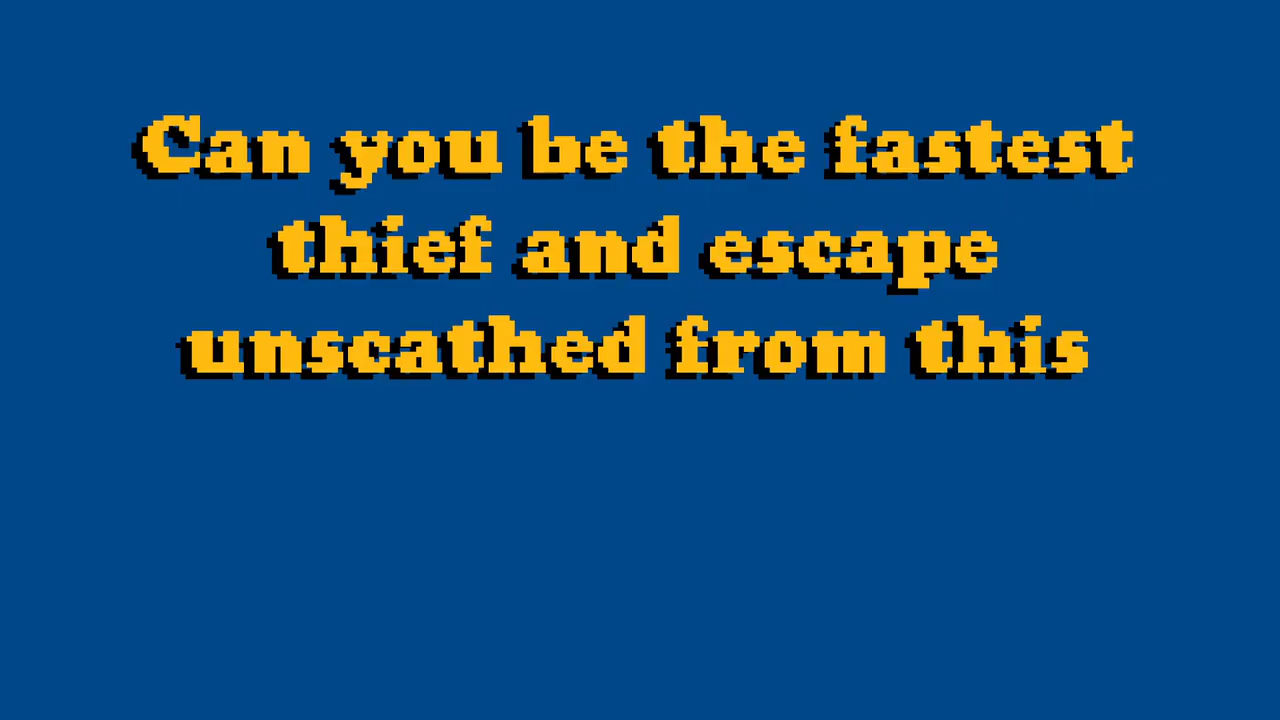 Can you be the fastest
thief and escape
unscathed from this